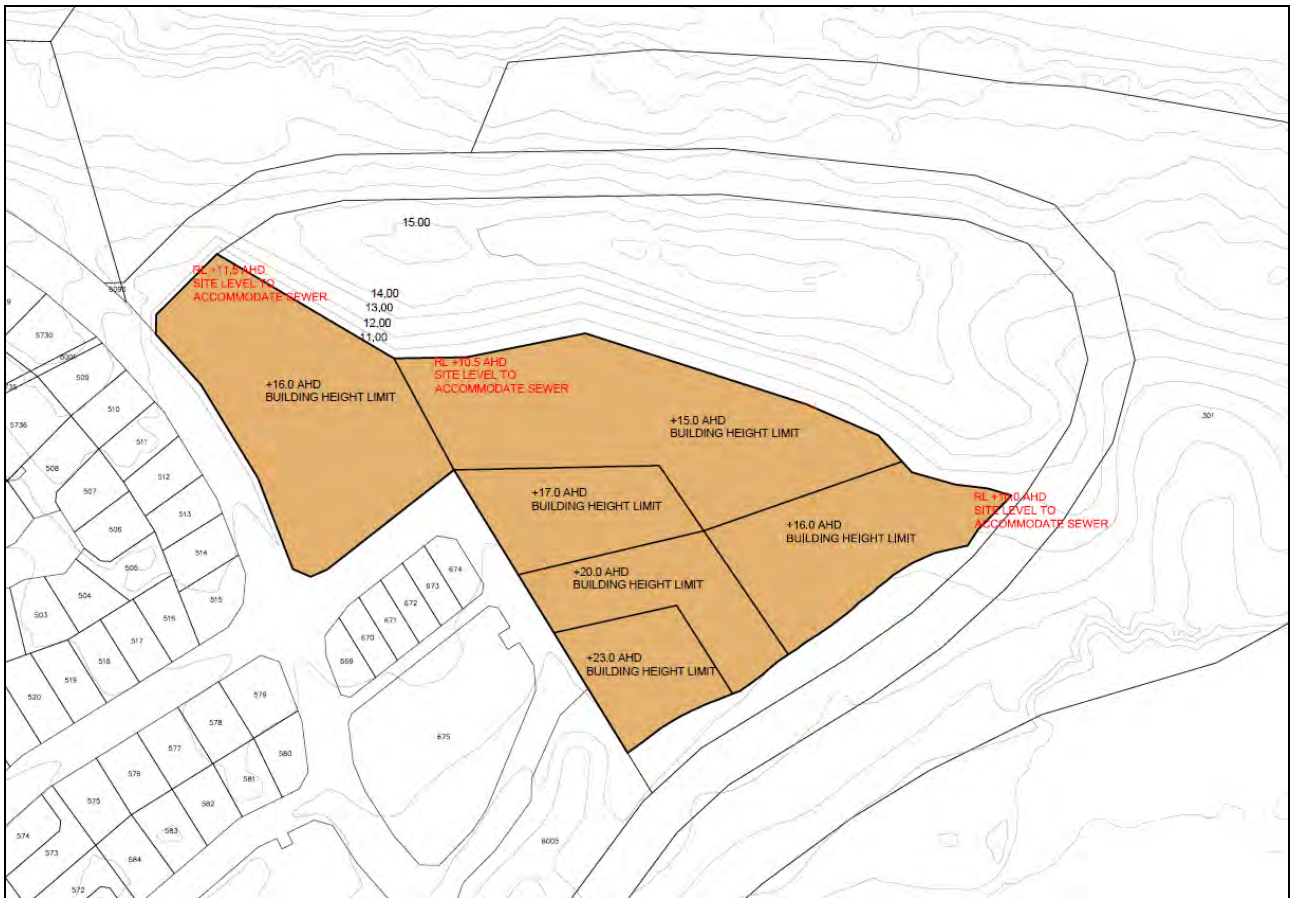 15.00
RL +11.5 AHD
SITE LEVEL TO
ACCOMMODATE SEWER
14.00
13.00
12.00
11.00
5730
509
510
511
512
5736
508
507
506
513
514
505
515
504
503
516
517
518
519
520
+16.0 AHD
BUILDING HEIGHT LIMIT
RL +10.5 AHD
SITE LEVEL TO
ACCOMMODATE SEWER
+15.0 AHD
BUILDING HEIGHT LIMIT
301
+17.0 AHD
BUILDING HEIGHT LIMIT
+16.0 AHD
BUILDING HEIGHT LIMIT
AHD
SITE LEVEL TO
ACCOMMODATE SEWER
+20.0 AHD
BUILDING HEIGHT LIMIT
+23.0 AHD
BUILDING HEIGHT LIMIT
674
673
672
671
670
669
675
579
578
577
576
575
574
573
572
580
581
582
583
584
8005